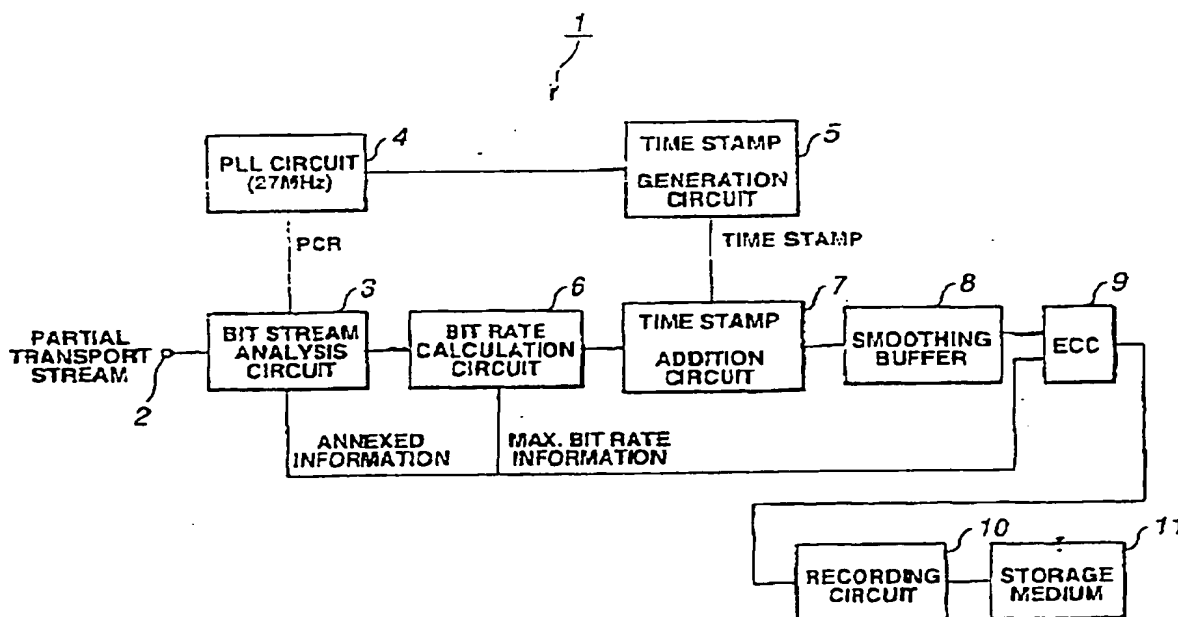 1
4
PLL CIRCUIT
(27MHz)
5
TIME STAMP
GENERATION
CIRCUIT
PCR
TIME STAMP
3
6
7
8
9
PARTIAL
TRANSPORT
STREAM
2
BIT STREAM
ANALYSIS
CIRCUIT
BIT RATE
CALCULATION
CIRCUIT
TIME STAMP
ADDITION
CIRCUIT
SMOOTHING
BUFFER
ECC
ANNEXED
INFORMATION
MAX. BIT RATE
INFORMATION
10
RECORDING
CIRCUIT
11
STORAGE
MEDIUM